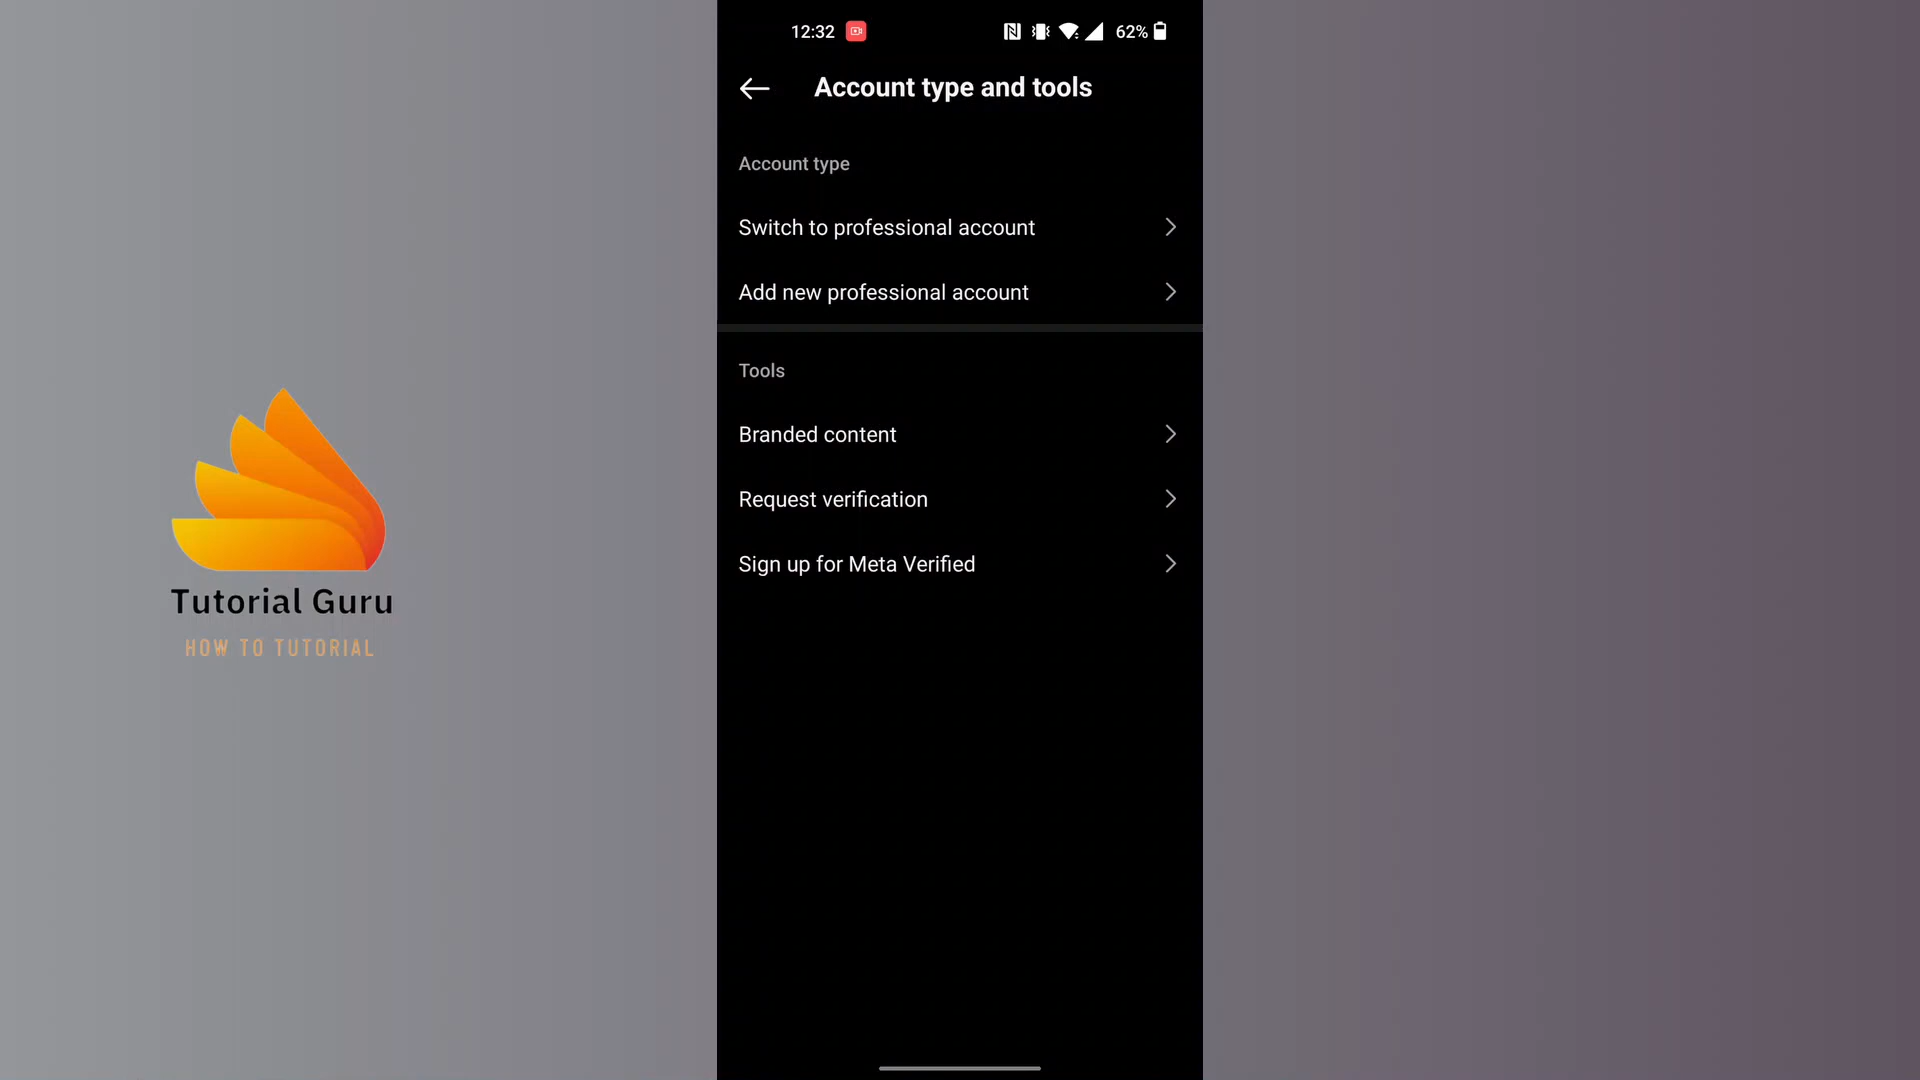 12:32
62%
Account type and tools
Account type
Switch to professional account
Add new professional account
Tools
Branded content
Request verification
Sign up for Meta Verified
Tutorial Guru
HOW TO TUTORIAL